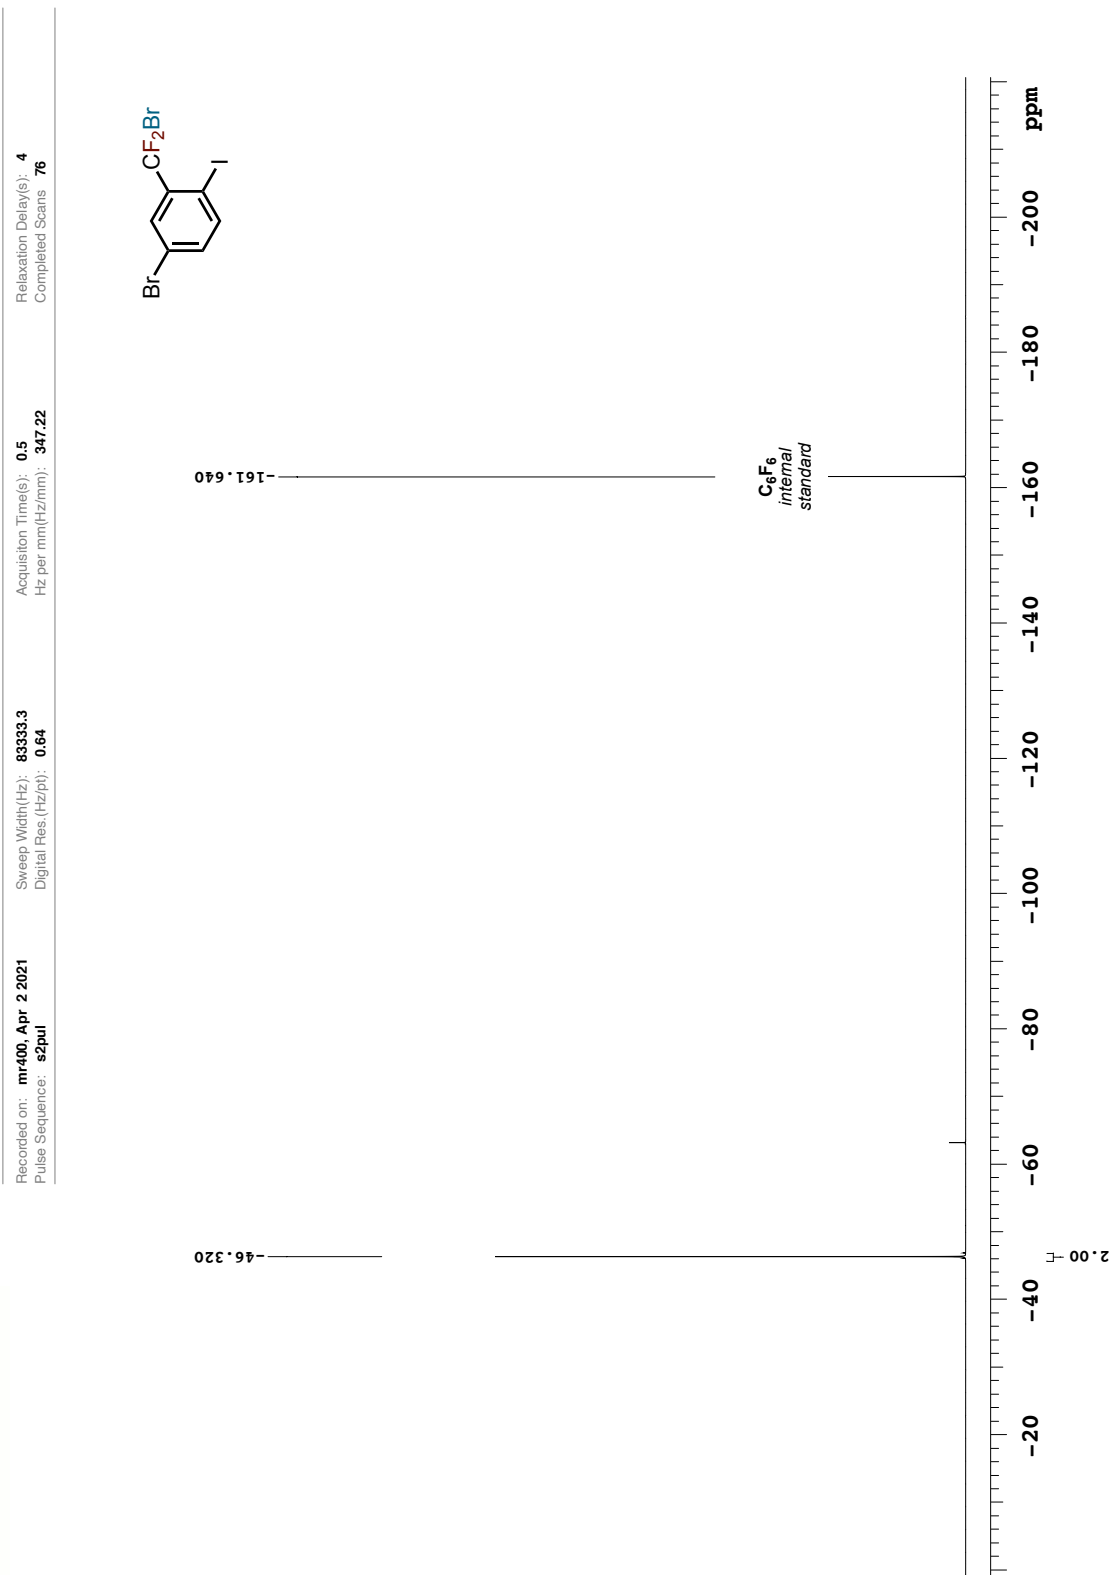 Recorded on: mr400, Apr 2 2021 Sweep Width(Hz): 83333.3 Acquisiton Time(s): 0.5 Relaxation Delay(s): 4
Pulse Sequence: s2pul Digital Res.(Hz/pt): 0.64 Hz per mm(Hz/mm): 347.22 Completed Scans 76
CF2Br
Br
I
-46.320
-161.640
C6F6
internal
standard
-20 -40 -60 -80 -100 -120 -140 -160 -180 -200 ppm
2.00